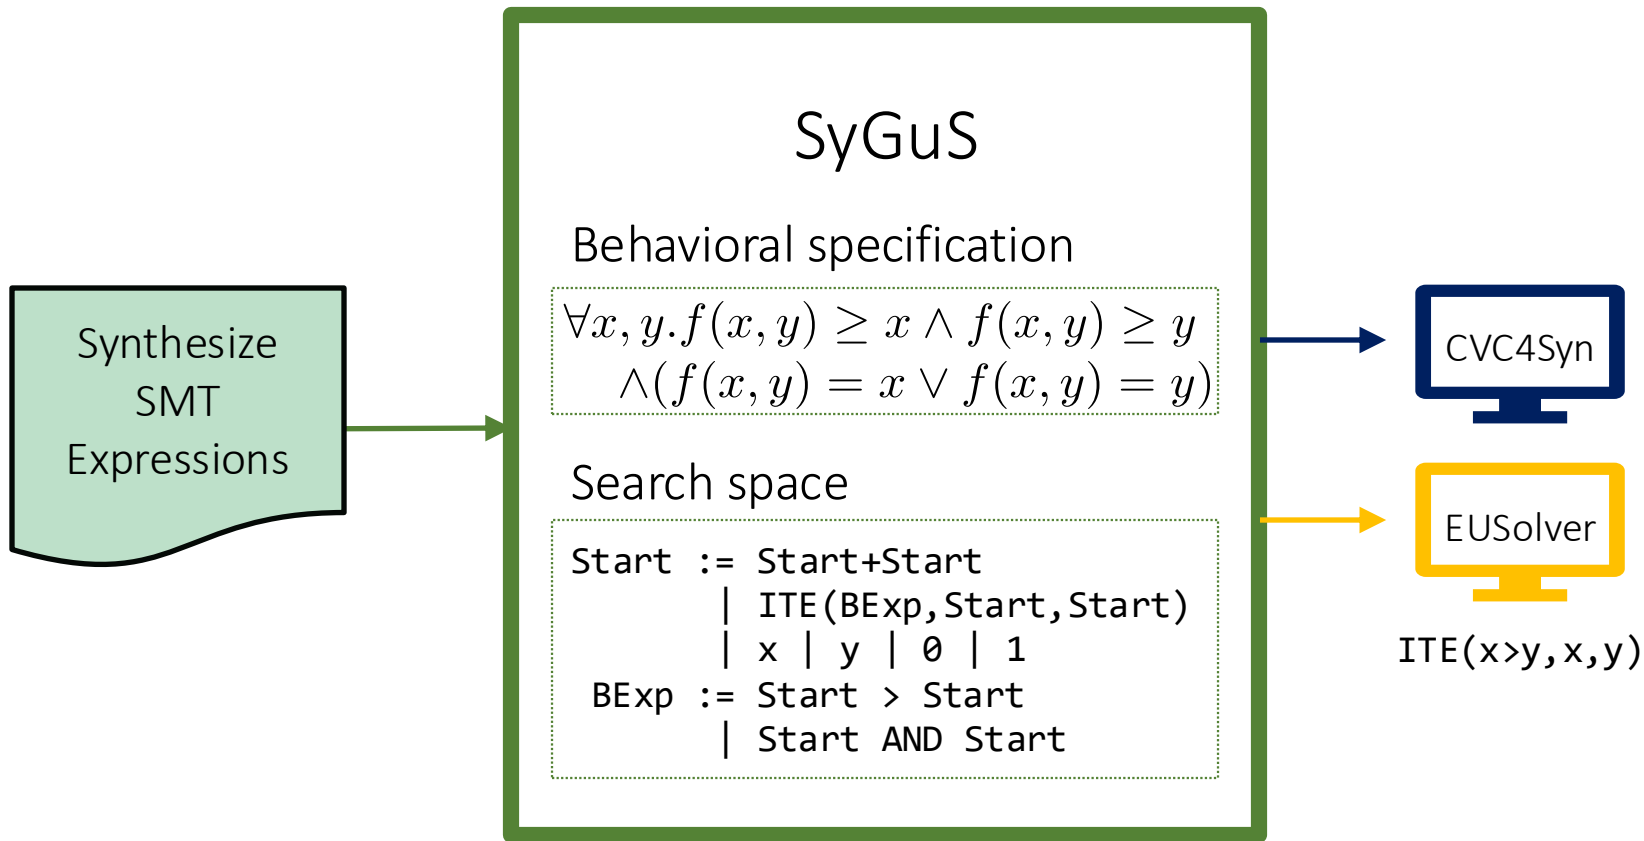 Synthesize
SMT
Expressions
SyGuS
Behavioral specification
∀x, y.f(x, y) ≥ x ∧ f(x, y) ≥ y
∧(f(x, y) = x ∨ f(x, y) = y)
Search space
Start := Start+Start
| ITE(BExp,Start,Start)
| x | y | 0 | 1
BExp := Start > Start
| Start AND Start
CVC4Syn
EUSolver
ITE(x>y,x,y)